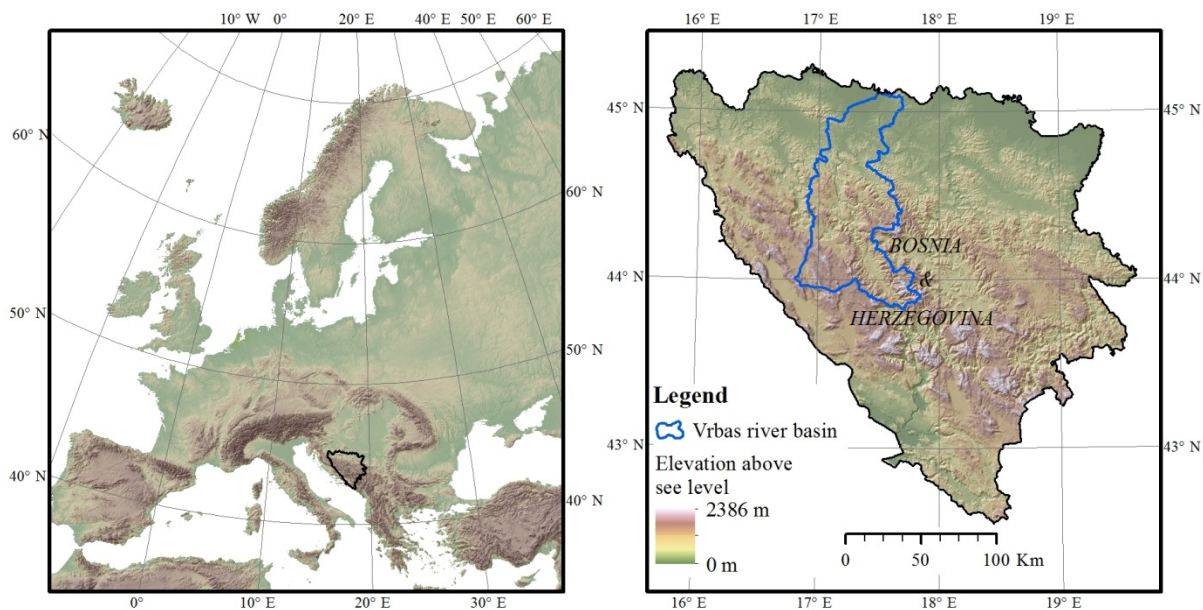 10° W 0° 20° E 40° E 50° E 60° E
60° N
50° N
40° N
60° N
50° N
40° N
0° 10° E 20° E 30° E
16° E 17° E 18° E 19° E
45° N
44° N
43° N
45° N
44° N
43° N
BOSNIA
&
HERZEGOVINA
Legend
Vrbas river basin
Elevation above
see level
2386 m
0 m
0 50 100 Km
16° E 17° E 18° E 19° E